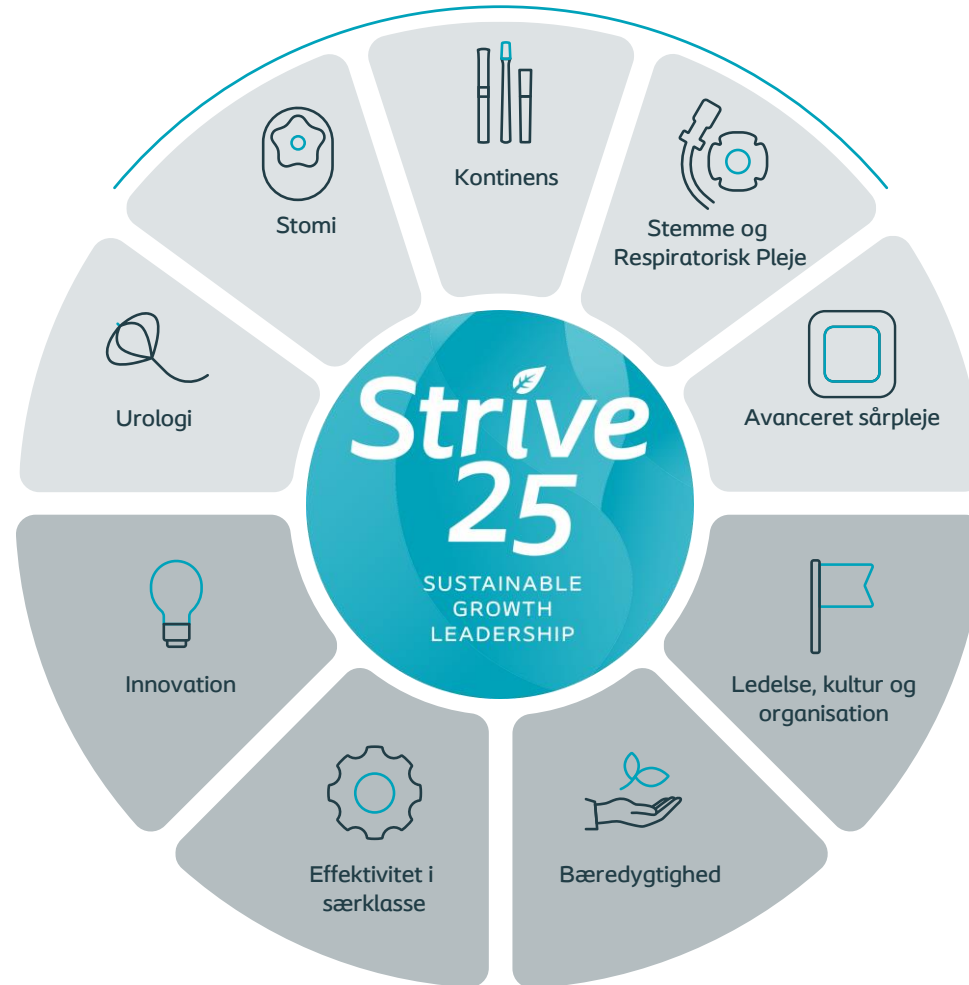 Kontinens
Stomi
Stemme og
Respiratorisk Pleje
Urologi
Avanceret sårpleje
Strive
25
SUSTAINABLE
GROWTH
LEADERSHIP
Innovation
Ledelse, kultur og
organisation
Effektivitet i
særklasse
Bæredygtighed